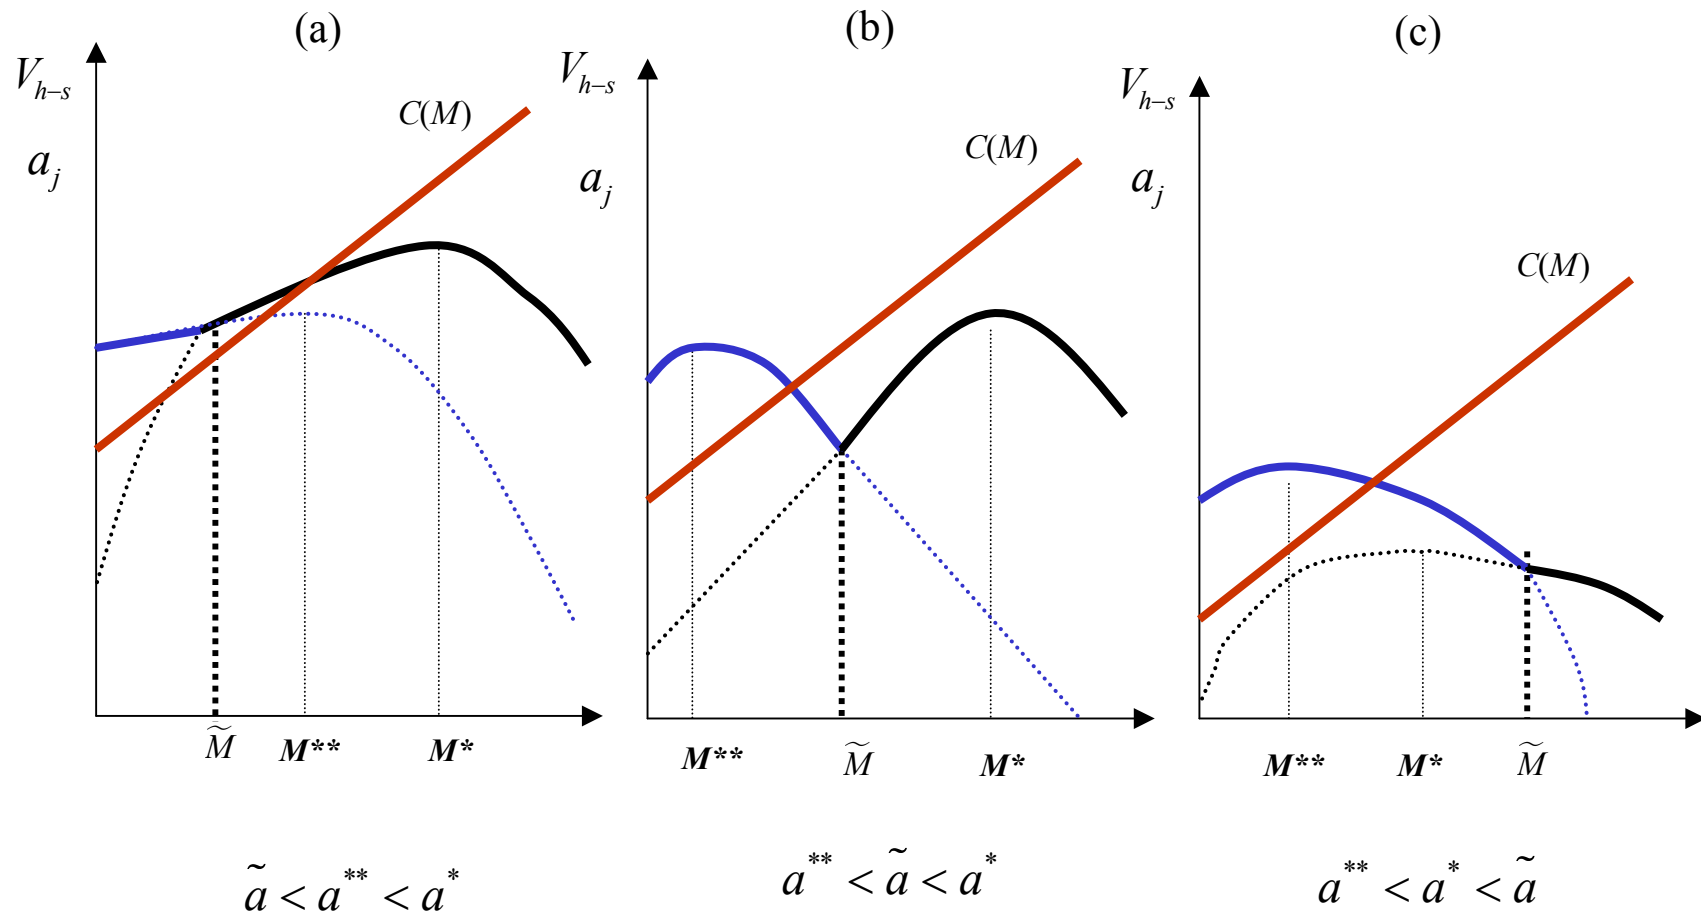 (a)
V_{h-s}
a_j
C(M)
M̃
M**
M*
ã < a** < a*
(b)
V_{h-s}
a_j
C(M)
M**
M̃
M*
a** < ã < a*
(c)
V_{h-s}
a_j
C(M)
M**
M*
M̃
a** < a* < ã